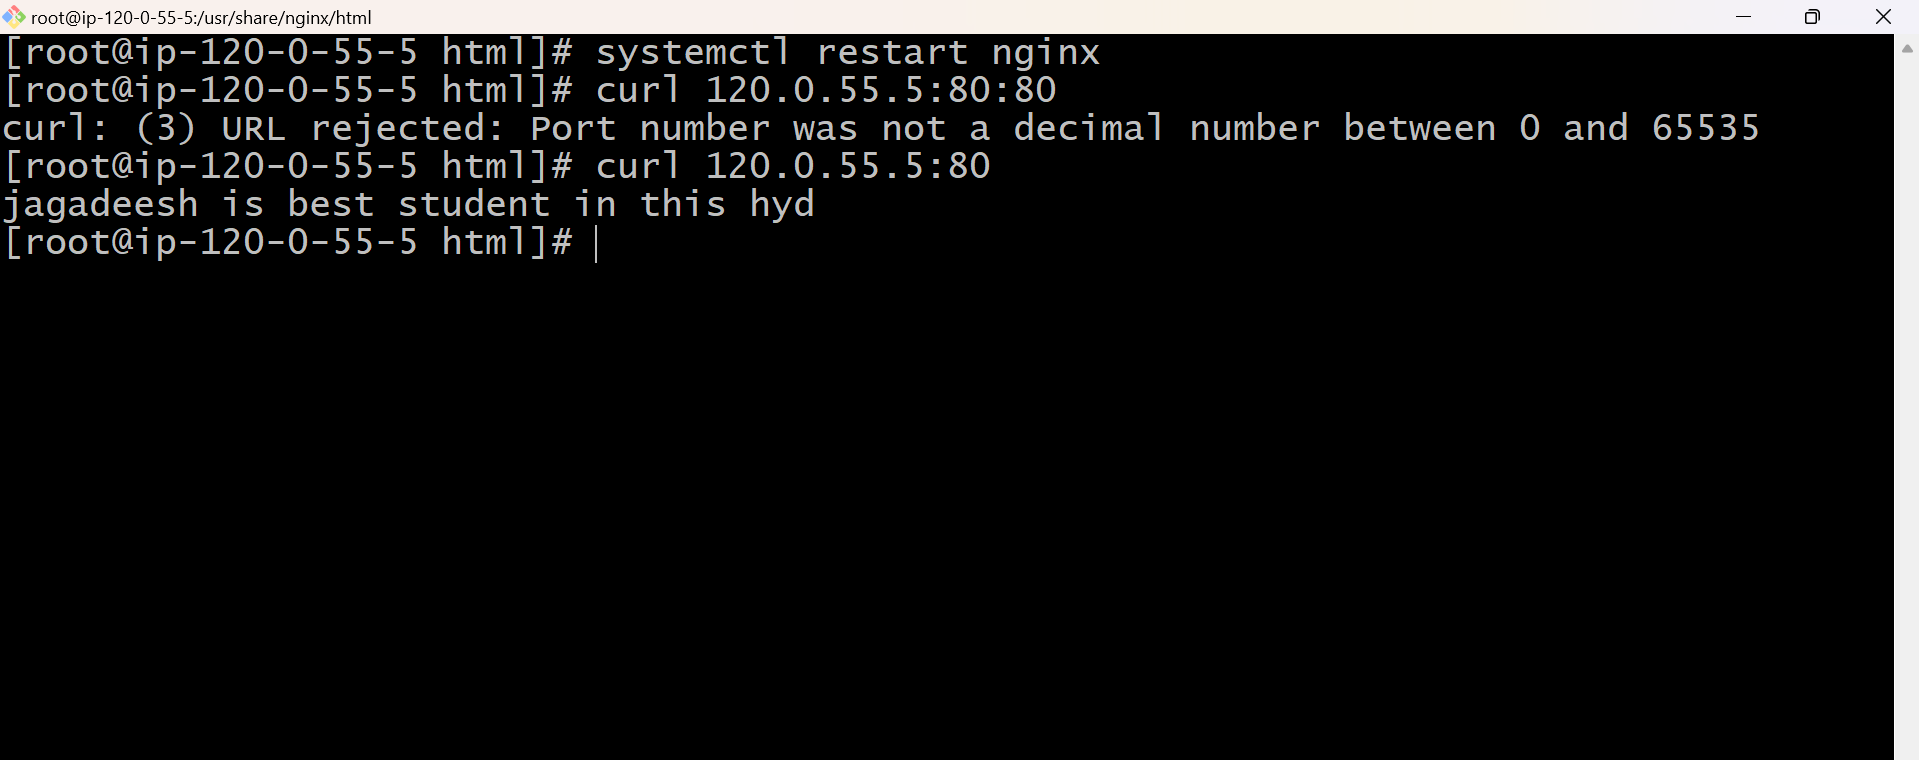 root@ip-120-0-55-5:/usr/share/nginx/html
[root@ip-120-0-55-5 html]# systemctl restart nginx
[root@ip-120-0-55-5 html]# curl 120.0.55.5:80:80
curl: (3) URL rejected: Port number was not a decimal number between 0 and 65535
[root@ip-120-0-55-5 html]# curl 120.0.55.5:80
jagadeesh is best student in this hyd
[root@ip-120-0-55-5 html]#